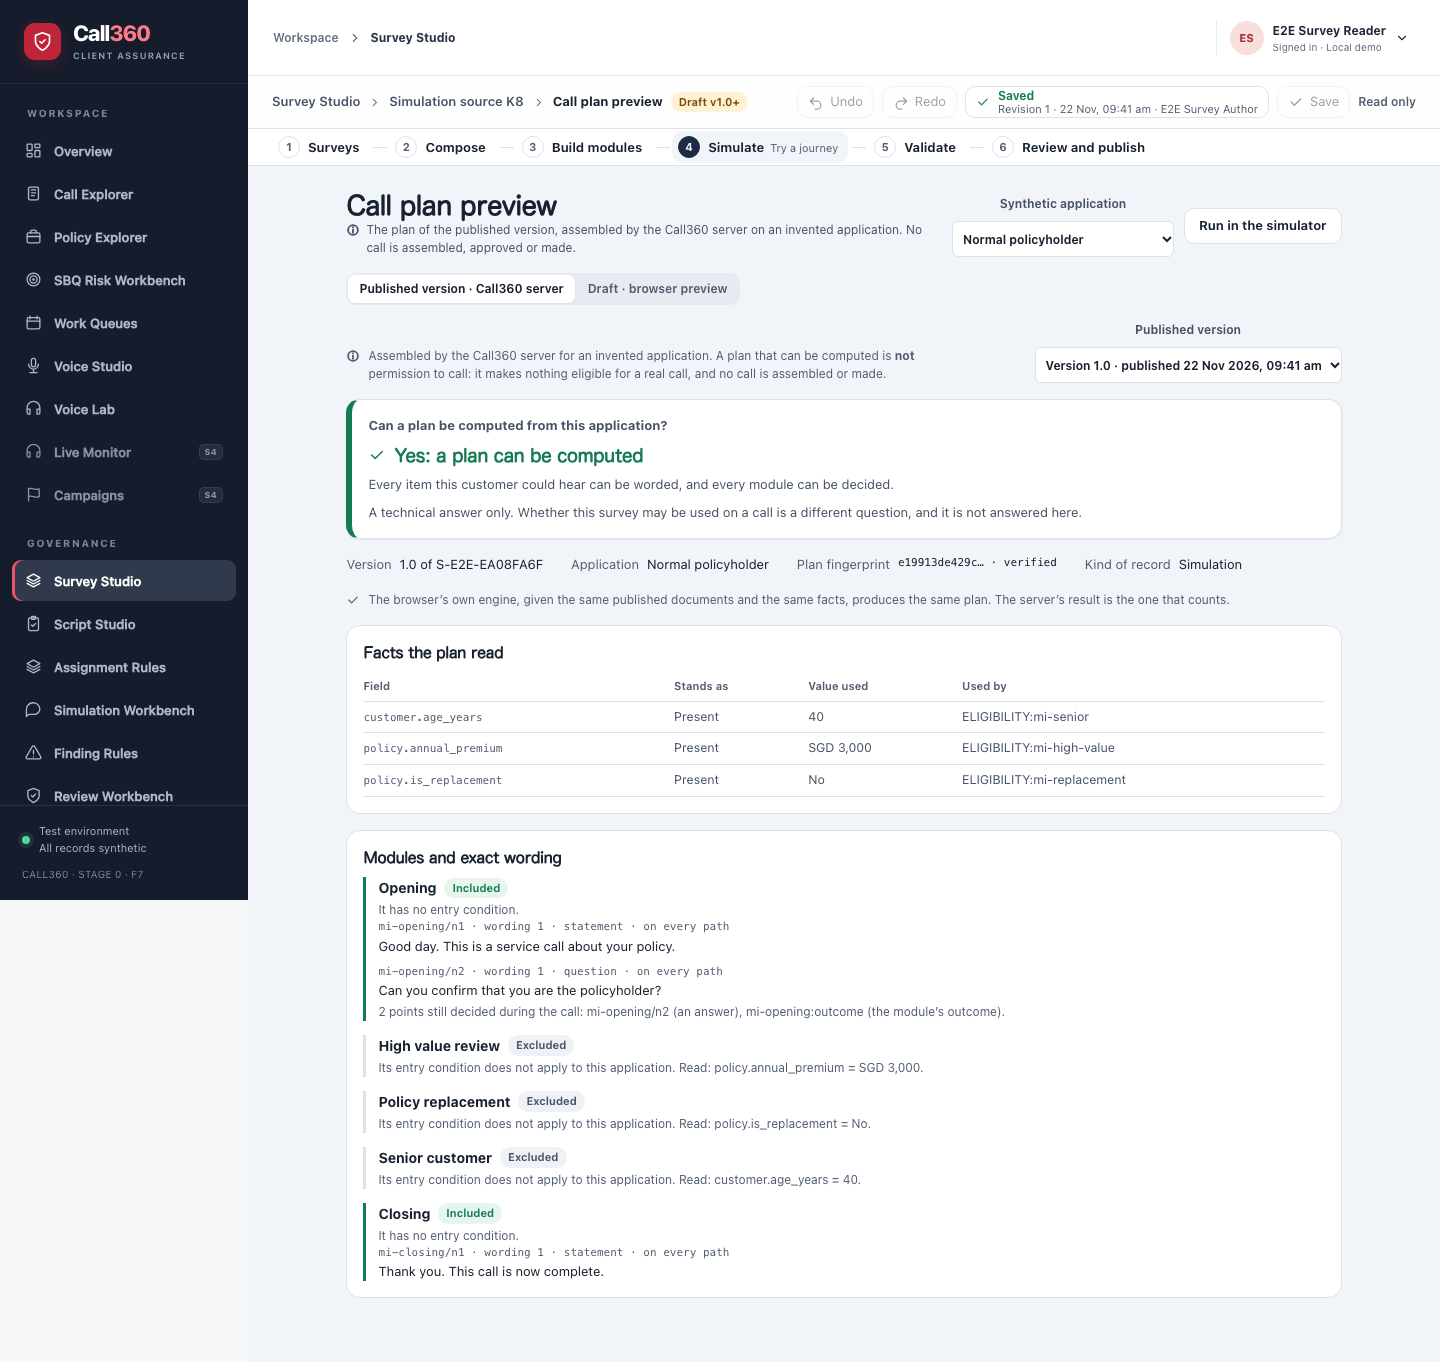 Call360
CLIENT ASSURANCE
WORKSPACE
Overview
Call Explorer
Policy Explorer
SBQ Risk Workbench
Work Queues
Voice Studio
Voice Lab
Live Monitor S4
Campaigns S4
GOVERNANCE
Survey Studio
Script Studio
Assignment Rules
Simulation Workbench
Finding Rules
Review Workbench
Test environment
All records synthetic
CALL360 · STAGE 0 · F7
Workspace > Survey Studio
ES
E2E Survey Reader
Signed in · Local demo
Survey Studio > Simulation source K8 > Call plan preview Draft v1.0+
Undo
Redo
Saved
Revision 1 · 22 Nov, 09:41 am · E2E Survey Author
Save
Read only
1 Surveys
2 Compose
3 Build modules
4 Simulate Try a journey
5 Validate
6 Review and publish
Call plan preview
The plan of the published version, assembled by the Call360 server on an invented application. No
call is assembled, approved or made.
Synthetic application
Normal policyholder
Run in the simulator
Published version · Call360 server
Draft · browser preview
Assembled by the Call360 server for an invented application. A plan that can be computed is not
permission to call: it makes nothing eligible for a real call, and no call is assembled or made.
Published version
Version 1.0 · published 22 Nov 2026, 09:41 am
Can a plan be computed from this application?
Yes: a plan can be computed
Every item this customer could hear can be worded, and every module can be decided.
A technical answer only. Whether this survey may be used on a call is a different question, and it is not answered here.
Version 1.0 of S-E2E-EA08FA6F Application Normal policyholder Plan fingerprint e19913de429c… · verified Kind of record Simulation
The browser's own engine, given the same published documents and the same facts, produces the same plan. The server's result is the one that counts.
Facts the plan read
Field Stands as Value used Used by
customer.age_years Present 40 ELIGIBILITY:mi-senior
policy.annual_premium Present SGD 3,000 ELIGIBILITY:mi-high-value
policy.is_replacement Present No ELIGIBILITY:mi-replacement
Modules and exact wording
Opening Included
It has no entry condition.
mi-opening/n1 · wording 1 · statement · on every path
Good day. This is a service call about your policy.
mi-opening/n2 · wording 1 · question · on every path
Can you confirm that you are the policyholder?
2 points still decided during the call: mi-opening/n2 (an answer), mi-opening:outcome (the module's outcome).
High value review Excluded
Its entry condition does not apply to this application. Read: policy.annual_premium = SGD 3,000.
Policy replacement Excluded
Its entry condition does not apply to this application. Read: policy.is_replacement = No.
Senior customer Excluded
Its entry condition does not apply to this application. Read: customer.age_years = 40.
Closing Included
It has no entry condition.
mi-closing/n1 · wording 1 · statement · on every path
Thank you. This call is now complete.